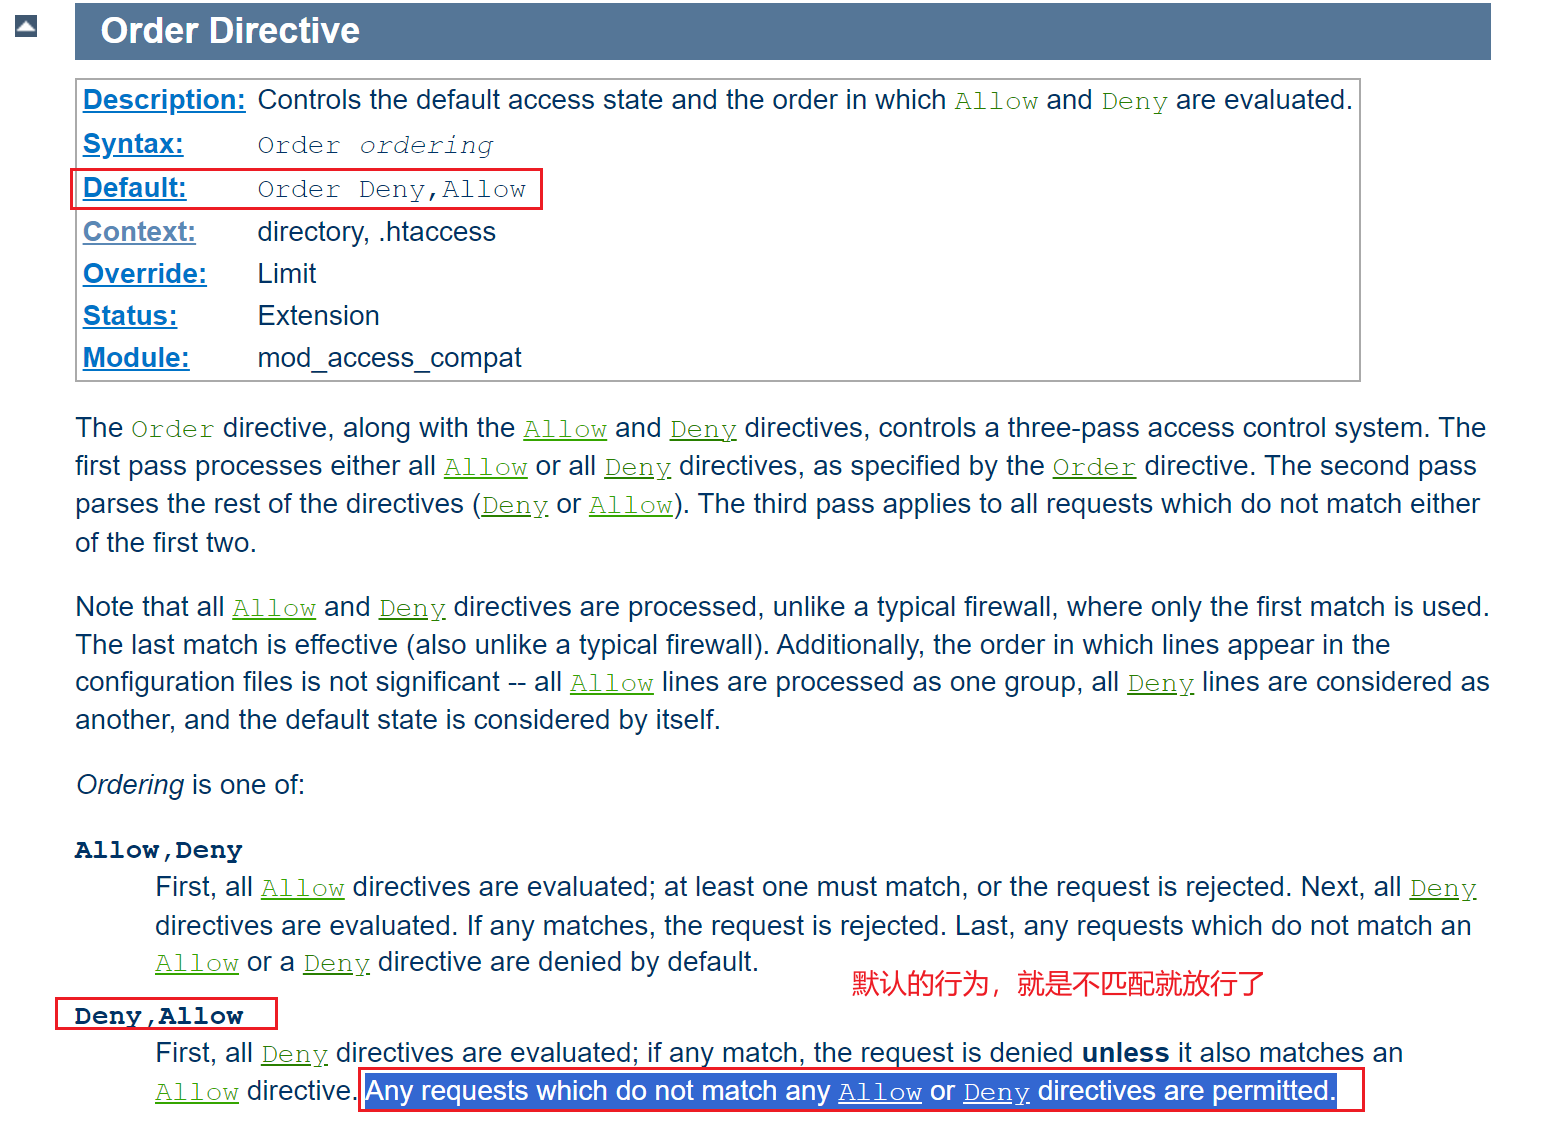 Order Directive
Description: Controls the default access state and the order in which Allow and Deny are evaluated.
Syntax: Order ordering
Default: Order Deny,Allow
Context: directory, .htaccess
Override: Limit
Status: Extension
Module: mod_access_compat
The Order directive, along with the Allow and Deny directives, controls a three-pass access control system. The
first pass processes either all Allow or all Deny directives, as specified by the Order directive. The second pass
parses the rest of the directives (Deny or Allow). The third pass applies to all requests which do not match either
of the first two.
Note that all Allow and Deny directives are processed, unlike a typical firewall, where only the first match is used.
The last match is effective (also unlike a typical firewall). Additionally, the order in which lines appear in the
configuration files is not significant -- all Allow lines are processed as one group, all Deny lines are considered as
another, and the default state is considered by itself.
Ordering is one of:
Allow,Deny
First, all Allow directives are evaluated; at least one must match, or the request is rejected. Next, all Deny
directives are evaluated. If any matches, the request is rejected. Last, any requests which do not match an
Allow or a Deny directive are denied by default.
默认的行为，就是不匹配就放行了
Deny,Allow
First, all Deny directives are evaluated; if any match, the request is denied unless it also matches an
Allow directive. Any requests which do not match any Allow or Deny directives are permitted.